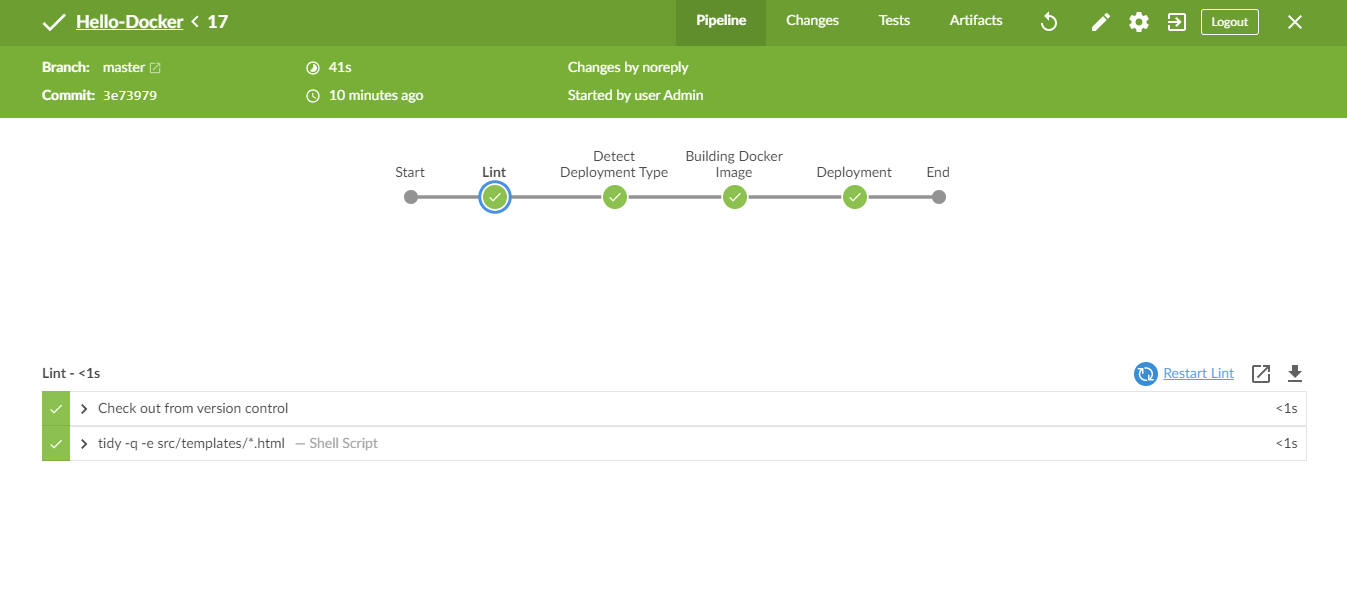 Hello-Docker < 17
Pipeline Changes Tests Artifacts Logout
Branch: master 41s Changes by noreply
Commit: 3e73979 10 minutes ago Started by user Admin
Start
Lint
Detect
Deployment Type
Building Docker
Image
Deployment
End
Lint - <1s
Restart Lint
Check out from version control <1s
tidy -q -e src/templates/*.html — Shell Script <1s